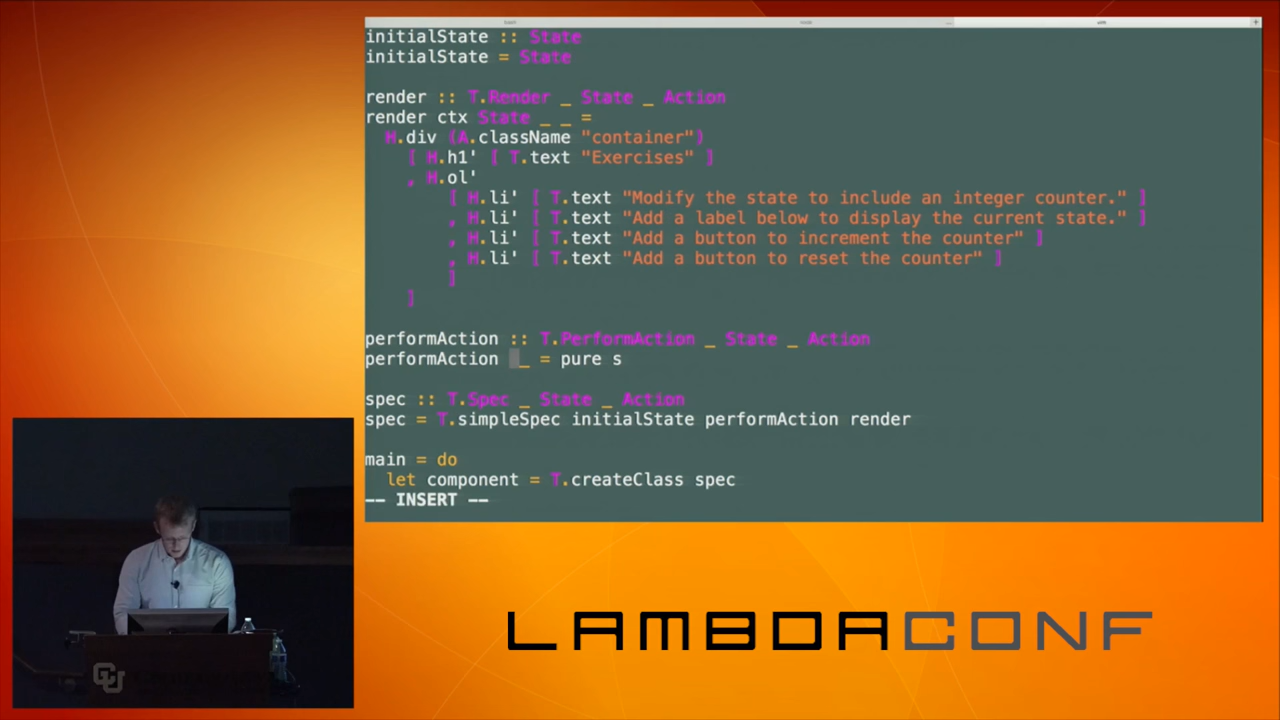 bash node vim +
initialState :: State
initialState = State
render :: T.Render _ State _ Action
render ctx State _ _ =
H.div (A.className "container")
[ H.h1' [ T.text "Exercises" ]
, H.ol'
[ H.li' [ T.text "Modify the state to include an integer counter." ]
, H.li' [ T.text "Add a label below to display the current state." ]
, H.li' [ T.text "Add a button to increment the counter" ]
, H.li' [ T.text "Add a button to reset the counter" ]
]
]
performAction :: T.PerformAction _ State _ Action
performAction _ = pure s
spec :: T.Spec _ State _ Action
spec = T.simpleSpec initialState performAction render
main = do
let component = T.createClass spec
-- INSERT --
CU
LAMBDACONF